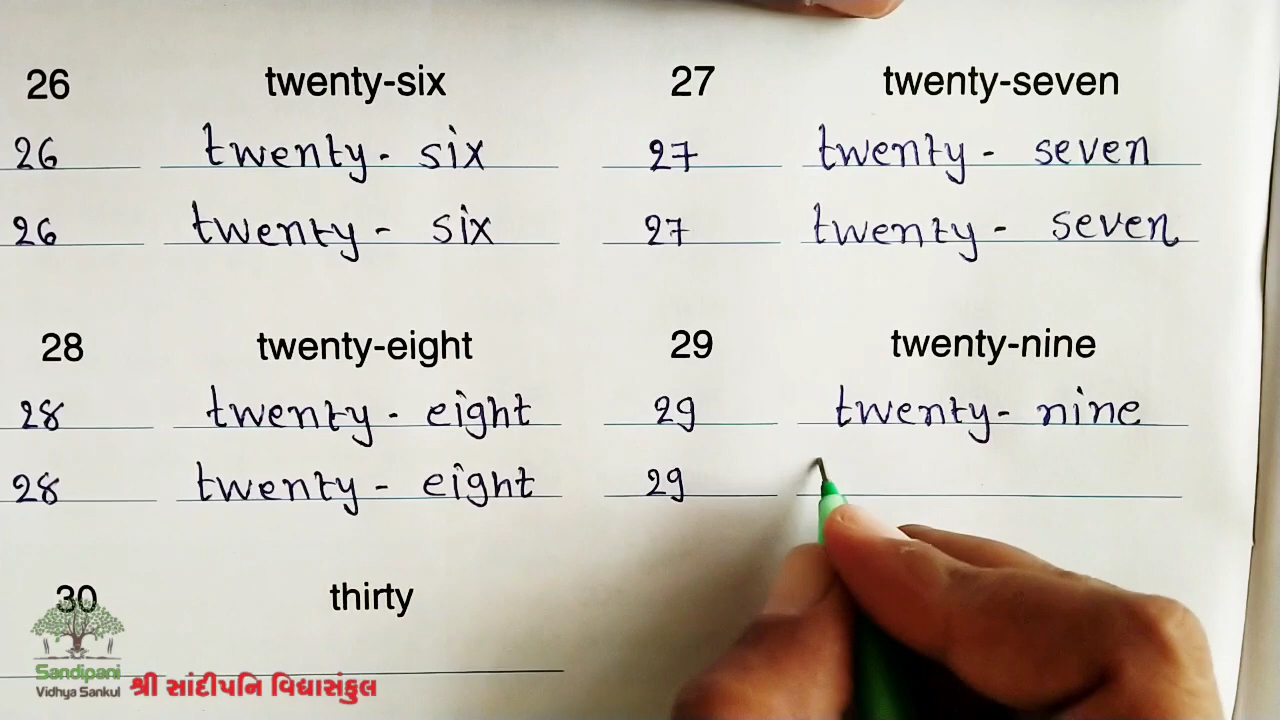 26 twenty-six 27 twenty-seven
26 twenty - six 27 twenty - seven
26 twenty - six 27 twenty - seven
28 twenty-eight 29 twenty-nine
28 twenty - eight 29 twenty - nine
28 twenty - eight 29
30 thirty
Sandipani
Vidhya Sankul
શ્રી સાંદીપનિ વિદ્યાસંકુલ